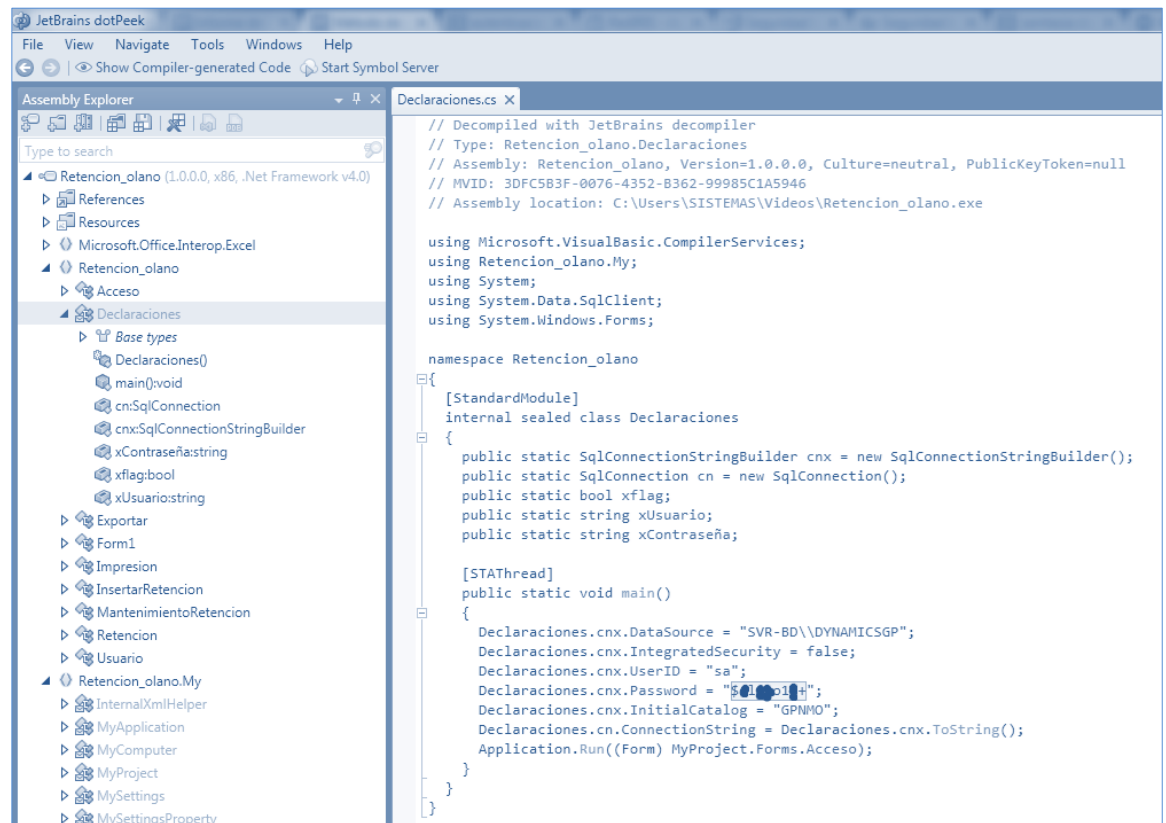 JetBrains dotPeek
File View Navigate Tools Windows Help
Show Compiler-generated Code Start Symbol Server
Assembly Explorer
Type to search
Retencion_olano (1.0.0.0, x86, .Net Framework v4.0)
References
Resources
Microsoft.Office.Interop.Excel
Retencion_olano
Acceso
Declaraciones
Base types
Declaraciones()
main():void
cn:SqlConnection
cnx:SqlConnectionStringBuilder
xContraseña:string
xflag:bool
xUsuario:string
Exportar
Form1
Impresion
InsertarRetencion
MantenimientoRetencion
Retencion
Usuario
Retencion_olano.My
InternalXmlHelper
MyApplication
MyComputer
MyProject
MySettings
MySettingsProperty
Declaraciones.cs
// Decompiled with JetBrains decompiler
// Type: Retencion_olano.Declaraciones
// Assembly: Retencion_olano, Version=1.0.0.0, Culture=neutral, PublicKeyToken=null
// MVID: 3DFC5B3F-0076-4352-B362-99985C1A5946
// Assembly location: C:\Users\SISTEMAS\Videos\Retencion_olano.exe
using Microsoft.VisualBasic.CompilerServices;
using Retencion_olano.My;
using System;
using System.Data.SqlClient;
using System.Windows.Forms;
namespace Retencion_olano
{
[StandardModule]
internal sealed class Declaraciones
{
public static SqlConnectionStringBuilder cnx = new SqlConnectionStringBuilder();
public static SqlConnection cn = new SqlConnection();
public static bool xflag;
public static string xUsuario;
public static string xContraseña;
[STAThread]
public static void main()
{
Declaraciones.cnx.DataSource = "SVR-BD\\DYNAMICSGP";
Declaraciones.cnx.IntegratedSecurity = false;
Declaraciones.cnx.UserID = "sa";
Declaraciones.cnx.Password =
Declaraciones.cnx.InitialCatalog = "GPNMO";
Declaraciones.cn.ConnectionString = Declaraciones.cnx.ToString();
Application.Run((Form) MyProject.Forms.Acceso);
}
}
}